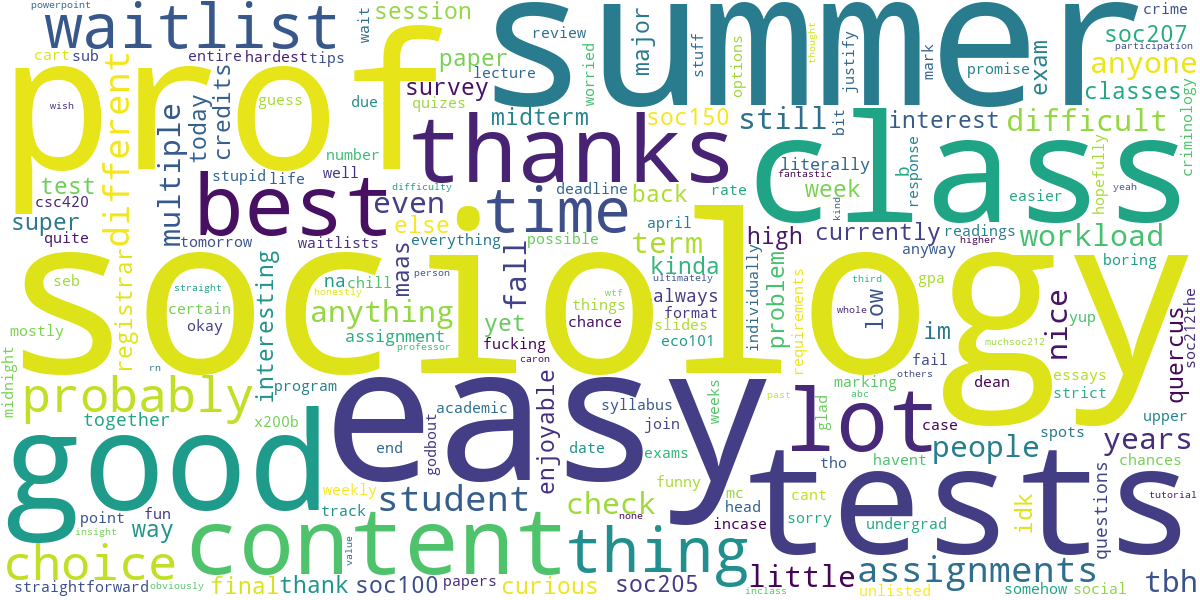 powerpoint
waitlist
wait
session
summer
crime
cart
sub
entire
hardest
tips
review
major
stuff
options
thought
justify
mark
soc207
participation
prof
different
guess
paper
lecture
survey
due
quizes
worried
promise
exam
anyone
classes
wish
today
credits
multiple
number
midterm
soc150
still
bit
interest
difficult
criminology
thanks
class
test
csc420
stupid
life
well
difficulty
deadline
back
rate
literally
fantastic
week
response
b
yeah
easier
hopefully
super
best
even
time
april
kind
quite
tomorrow
waitlists
else
everything
possible
term
high
currently
readings
higher
workload
registrar
interesting
maas
fall
kinda
problem
anyway
boring
seb
sociology
na
chill
person
ultimately
always
individually
requirements
third
low
gpa
certain
straight
honestly
anything
wtf
things
format
whole
im
nice
yup
quercus
soc212the
mostly
okay
assignment
yet
chance
slides
eco101
muchsoc212
midnight
rn
professor
fucking
caron
fail
others
dean
essays
probably
program
easy
enjoyable
weeks
past
marking
abc
strict
together
x200b
academic
syllabus
join
glad
lot
case
upper
good
godbout
end
date
exams
tho
people
spots
years
havent
chances
weekly
funny
mc
cant
idk
questions
tutorial
point
fun
track
student
none
check
head
incase
sorry
undergrad
tests
insight
way
content
value
thing
choice
little
assignments
tbh
straightforward
obviously
final
thank
soc100
papers
curious
soc205
inclass
unlisted
somehow
social